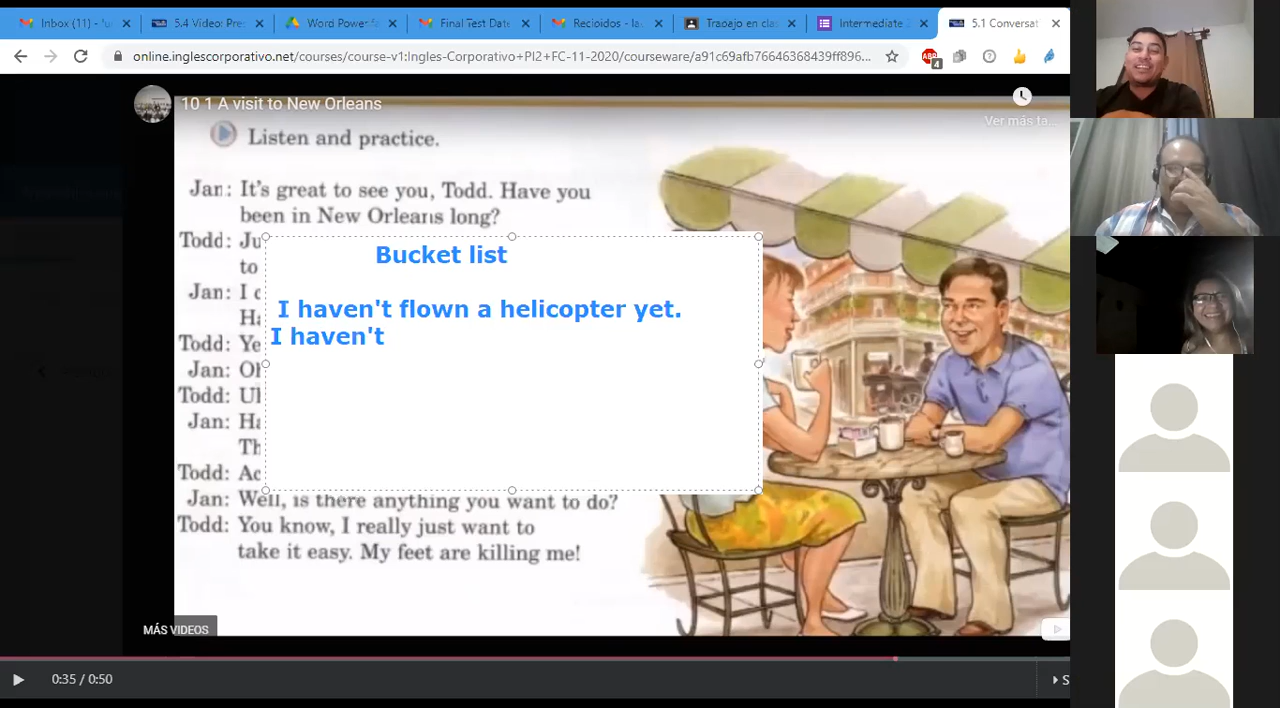 Inbox (11) -
5.4 Video: Pre
Word Power
Final Test Date
Recibidos - la
Trabajo en cla
Intermediate
5.1 Conversat
online.inglescorporativo.net/courses/course-v1:Inglescorporativo+PI2+FC-11-2020/courseware/a91c69afb76646368439ff896...
ABP
4
10 1 A visit to New Orleans
Ver más ta...
Listen and practice.
Jan: It's great to see you, Todd. Have you
been in New Orleans long?
Todd: Ju
to
Bucket list
Jan: I c
Ha
I haven't flown a helicopter yet.
Todd: Ye
I haven't
Jan: Oh
Todd: Uh
Jan: Ha
Th
Todd: Ac
Jan: Well, is there anything you want to do?
Todd: You know, I really just want to
take it easy. My feet are killing me!
MÁS VIDEOS
0:35 / 0:50
S